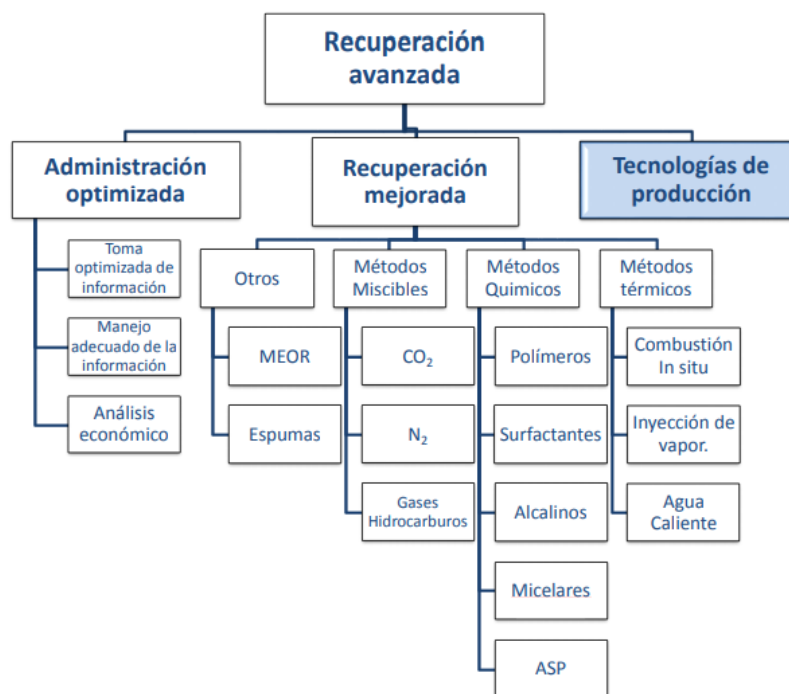 Recuperación
avanzada
Administración
optimizada
Recuperación
mejorada
Tecnologías de
producción
Toma
optimizada de
información
Manejo
adecuado de la
información
Análisis
económico
Otros
MEOR
Espumas
Métodos
Miscibles
CO₂
N₂
Gases
Hidrocarburos
Métodos
Quimicos
Polímeros
Surfactantes
Alcalinos
Micelares
ASP
Métodos
térmicos
Combustión
In situ
Inyección de
vapor.
Agua
Caliente